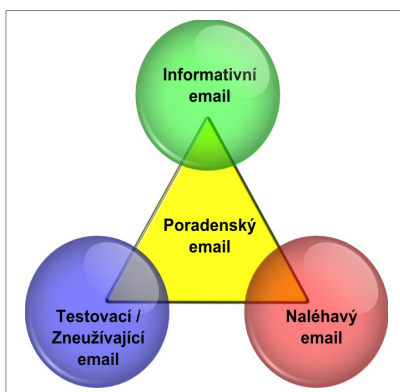 Informativní
email
Poradenský
email
Testovací /
Zneužívající
email
Naléhavý
email